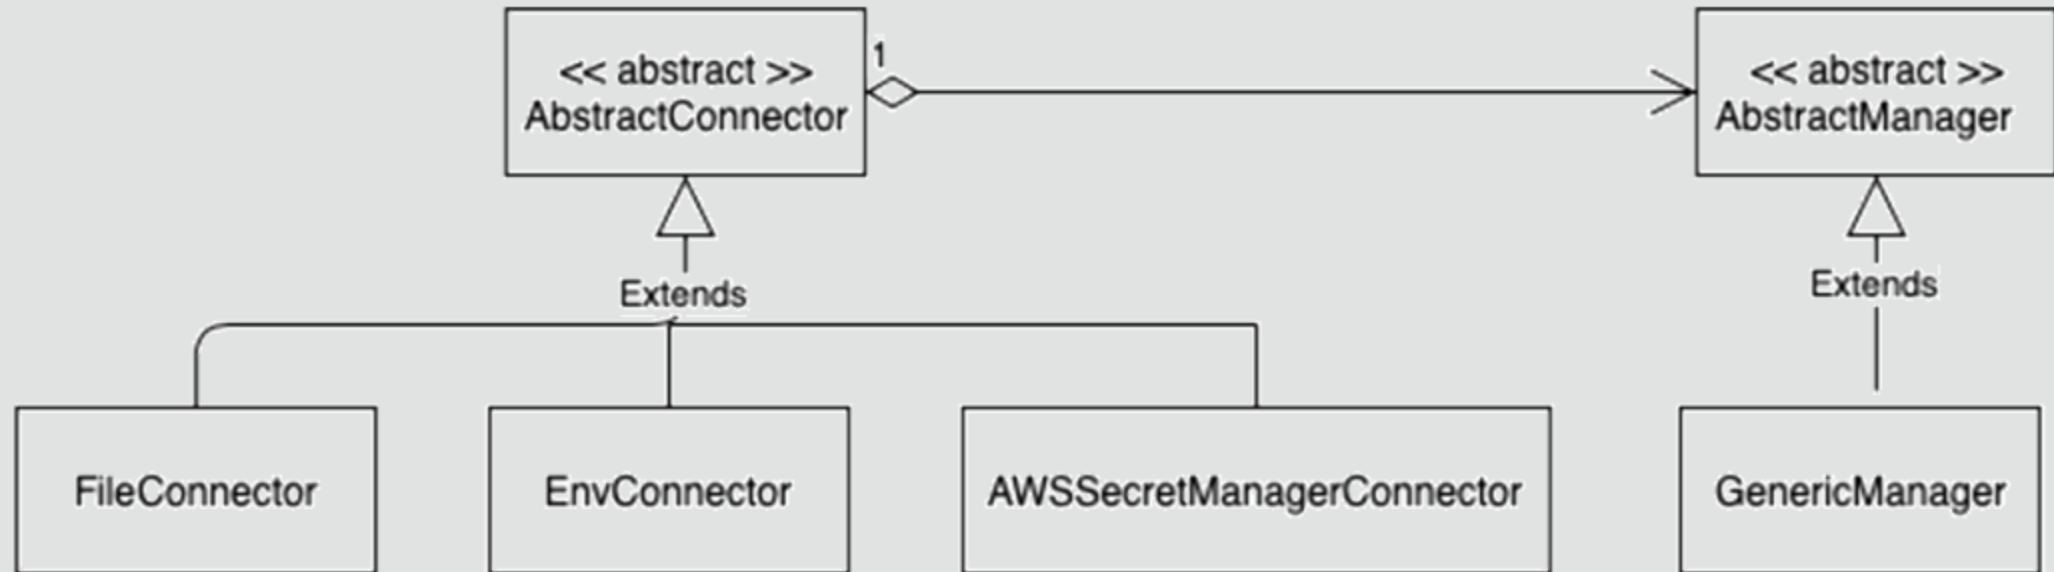 << abstract >>
AbstractConnector
1
<< abstract >>
AbstractManager
Extends
Extends
FileConnector
EnvConnector
AWSSecretManagerConnector
GenericManager